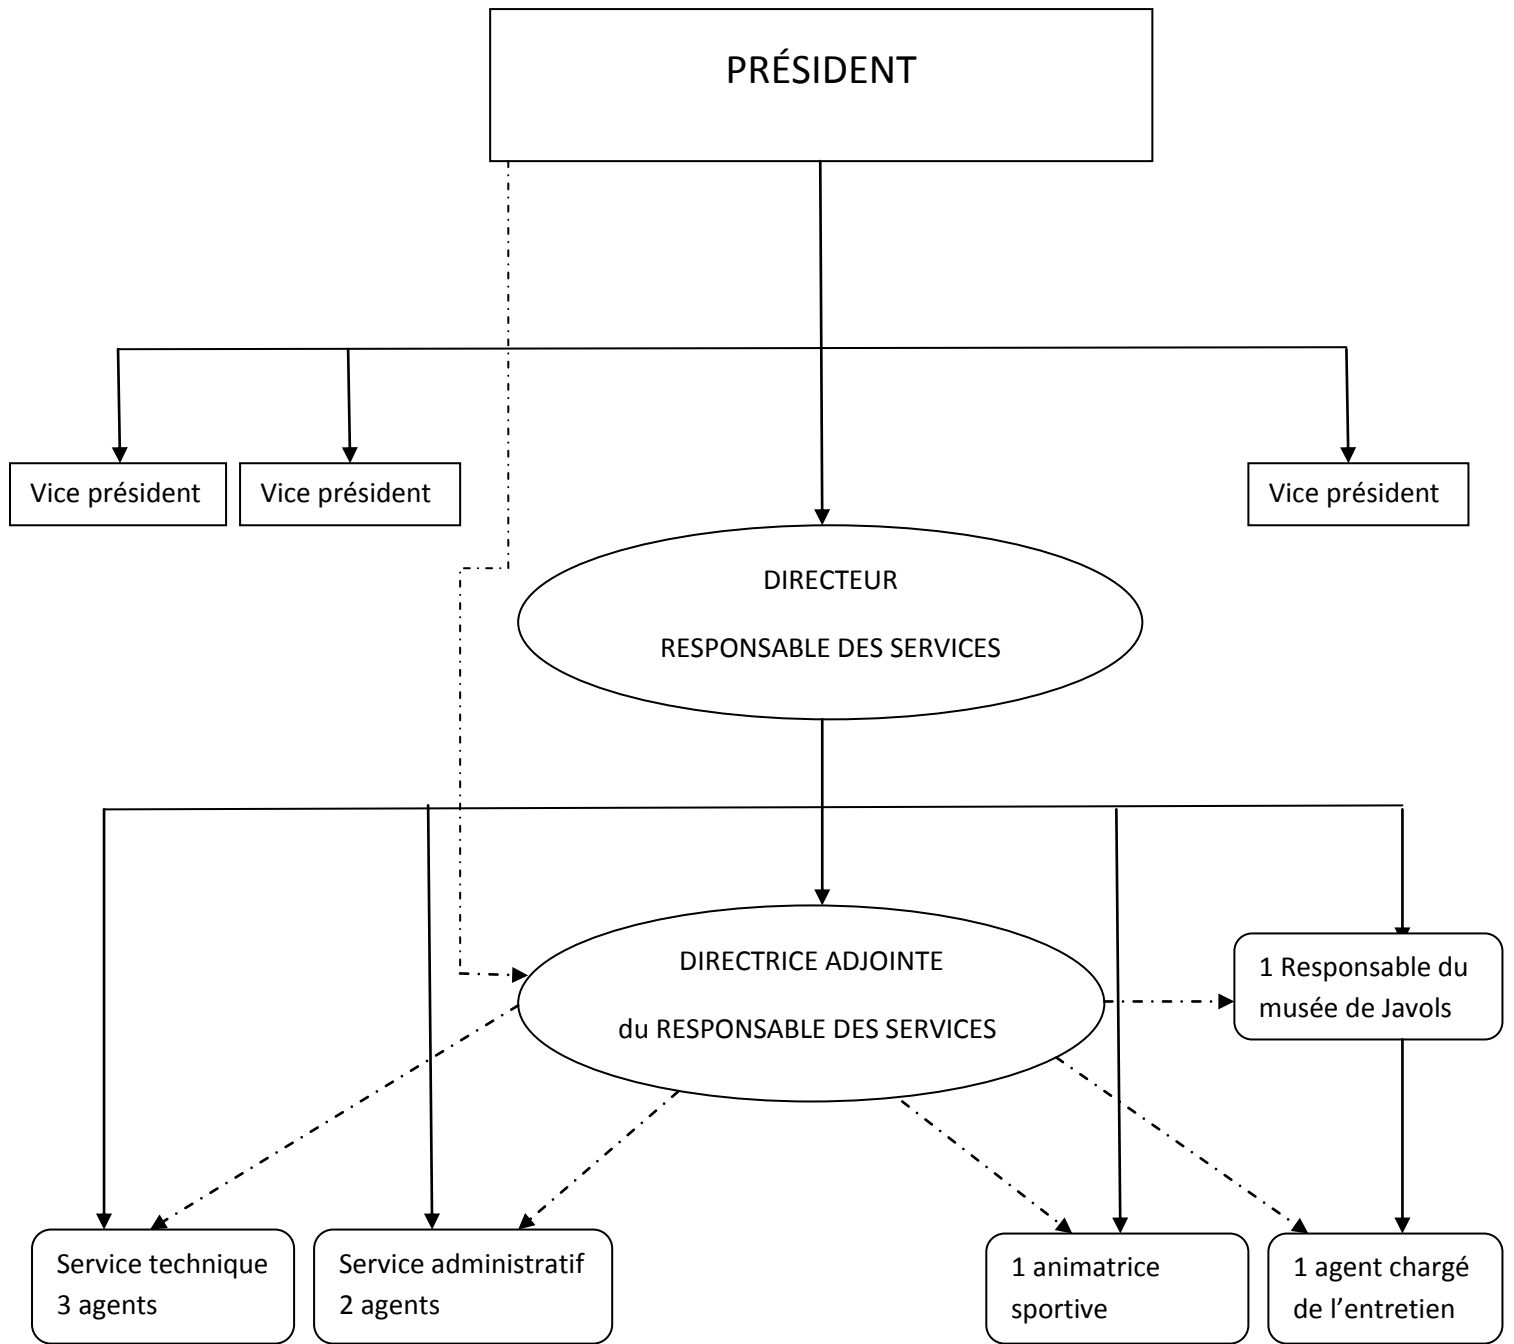 PRÉSIDENT
Vice président
Vice président
Vice président
DIRECTEUR
RESPONSABLE DES SERVICES
DIRECTRICE ADJOINTE
du RESPONSABLE DES SERVICES
1 Responsable du
musée de Javols
Service technique
3 agents
Service administratif
2 agents
1 animatrice
sportive
1 agent chargé
de l’entretien